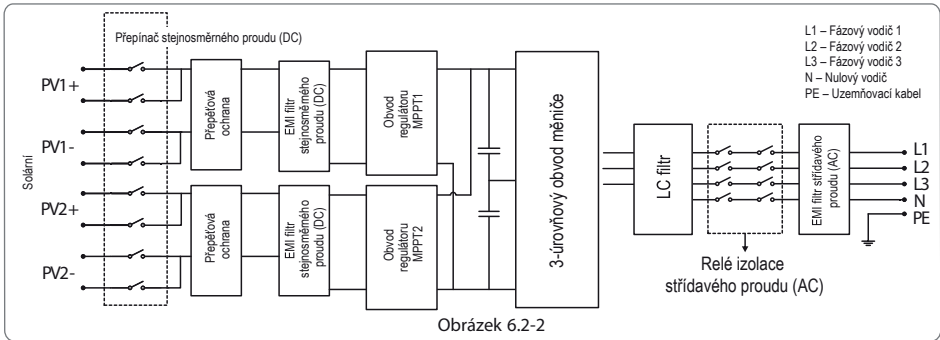 Přepínač stejnosměrného proudu (DC)
L1 – Fázový vodič 1
L2 – Fázový vodič 2
L3 – Fázový vodič 3
N – Nulový vodič
PE – Uzemňovací kabel
Solární
PV1+
PV1-
PV2+
PV2-
Přepěťová
ochrana
EMI filtr
stejnosměrného
proudu (DC)
Obvod
regulátoru
MPPT1
Přepěťová
ochrana
EMI filtr
stejnosměrného
proudu (DC)
Obvod
regulátoru
MPPT2
3-úrovňový obvod měniče
LC filtr
Relé izolace
střídavého proudu (AC)
EMI filtr střídavého
proudu (AC)
L1
L2
L3
N
PE
Obrázek 6.2-2